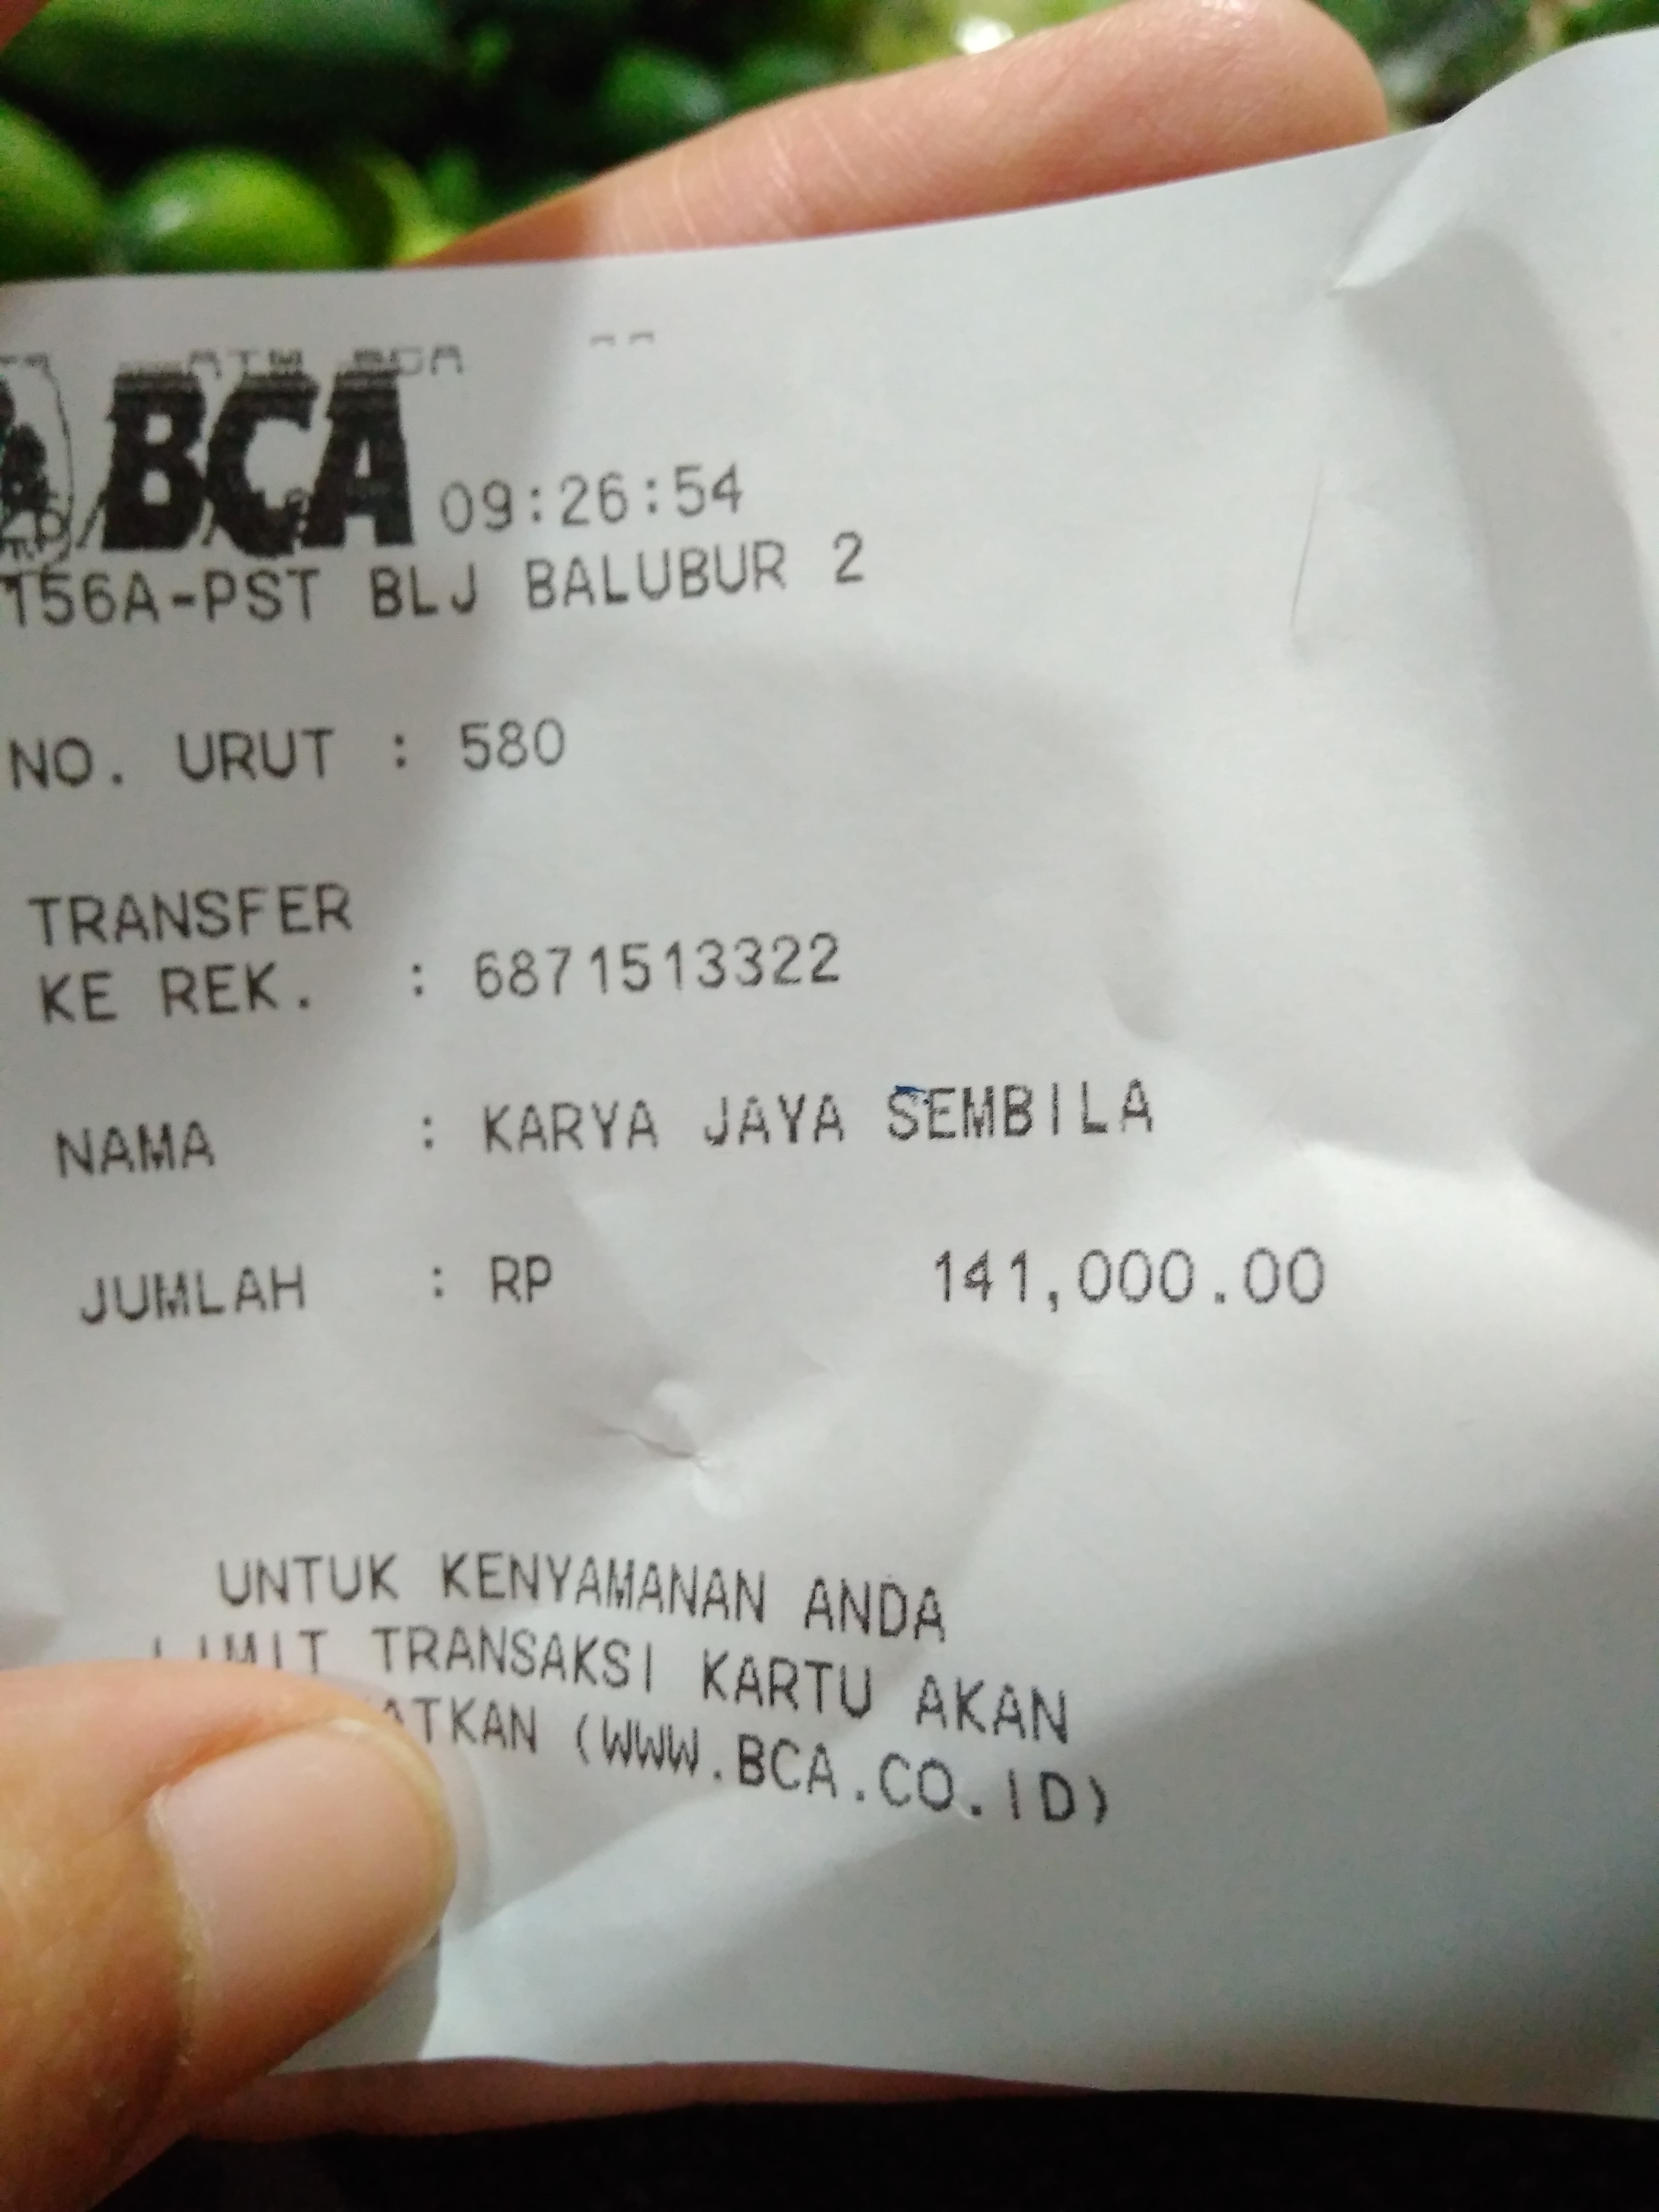 ATM BCA
BCA 09:26:54
156A-PST BLJ BALUBUR 2
NO. URUT : 580
TRANSFER
KE REK. : 6871513322
NAMA : KARYA JAYA SEMBILA
JUMLAH : RP 141,000.00
UNTUK KENYAMANAN ANDA
LIMIT TRANSAKSI KARTU AKAN
(WWW.BCA.CO.ID)